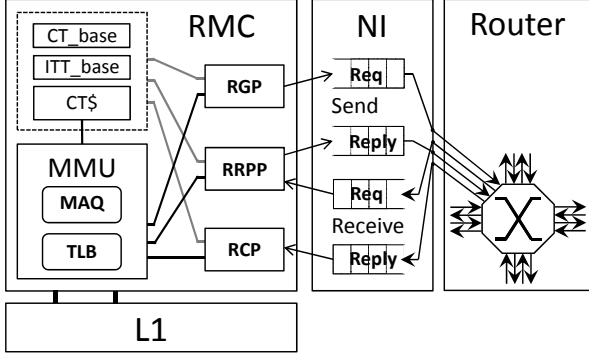 RMC
NI
Router
CT_base
ITT_base
CT$
RGP
Req
Send
MMU
RRPP
Reply
MAQ
Req
Receive
TLB
RCP
Reply
L1